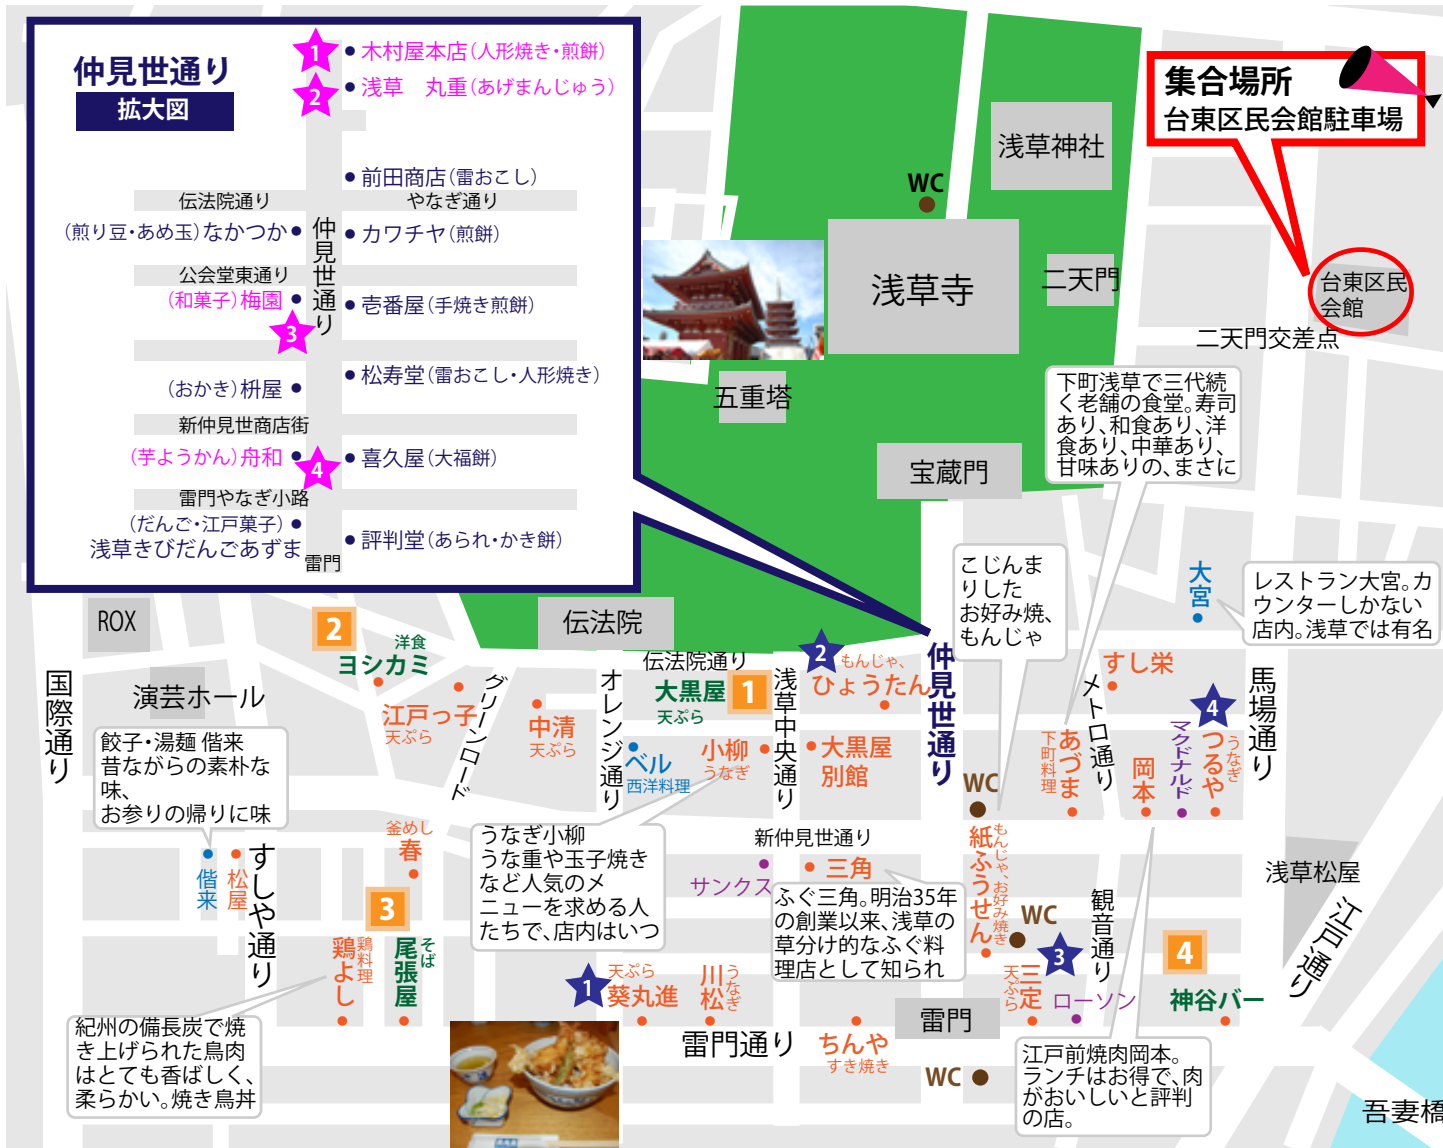 仲見世通り
拡大図
1
木村屋本店(人形焼き・煎餅)
2
浅草 丸重(あげまんじゅう)
前田商店(雷おこし)
伝法院通り
やなぎ通り
(煎り豆・あめ玉)なかつか
カワチヤ(煎餅)
仲見世通り
公会堂東通り
(和菓子)梅園
3
壱番屋(手焼き煎餅)
松寿堂(雷おこし・人形焼き)
(おかき)枡屋
新仲見世商店街
(芋ようかん)舟和
4
喜久屋(大福餅)
雷門やなぎ小路
(だんご・江戸菓子)
浅草きびだんごあずま
評判堂(あられ・かき餅)
雷門
集合場所
台東区民会館駐車場
浅草神社
WC
浅草寺
二天門
台東区民
会館
二天門交差点
五重塔
宝蔵門
下町浅草で三代続
く老舗の食堂。寿司
あり、和食あり、洋
食あり、中華あり、
甘味ありの、まさに
こじんま
りした
お好み焼、
もんじゃ
大宮
レストラン大宮。カ
ウンターしかない
店内。浅草では有名
ROX
2
洋食
ヨシカミ
伝法院
伝法院通り
大黒屋
天ぷら
1
2
もんじゃ、
ひょうたん
仲見世通り
すし栄
メトロ通り
馬場通り
4
国際通り
演芸ホール
江戸っ子
天ぷら
グリーンロード
中清
天ぷら
オレンジ通り
ベル
西洋料理
小柳
うなぎ
浅草中央通り
大黒屋
別館
WC
あづま
下町料理
岡本
マクドナルド
つるや
うなぎ
餃子・湯麺 偕来
昔ながらの素朴な
味、
お参りの帰りに味
偕来
松屋
すしや通り
釜めし
春
3
うなぎ小柳
うな重や玉子焼き
など人気のメ
ニューを求める人
たちで、店内はいつ
新仲見世通り
サンクス
三角
ふぐ三角。明治35年
の創業以来、浅草の
草分け的なふぐ料
理店として知られ
紙ふうせん
もんじゃ、お好み焼き
WC
3
観音通り
4
浅草松屋
江戸通り
鶏よし
鶏料理
尾張屋
そば
1
天ぷら
葵丸進
川松
うなぎ
三定
天ぷら
ローソン
神谷バー
紀州の備長炭で焼
き上げられた鳥肉
はとても香ばしく、
柔らかい。焼き鳥丼
雷門通り
ちんや
すき焼き
雷門
WC
江戸前焼肉岡本。
ランチはお得で、肉
がおいしいと評判
の店。
吾妻橋